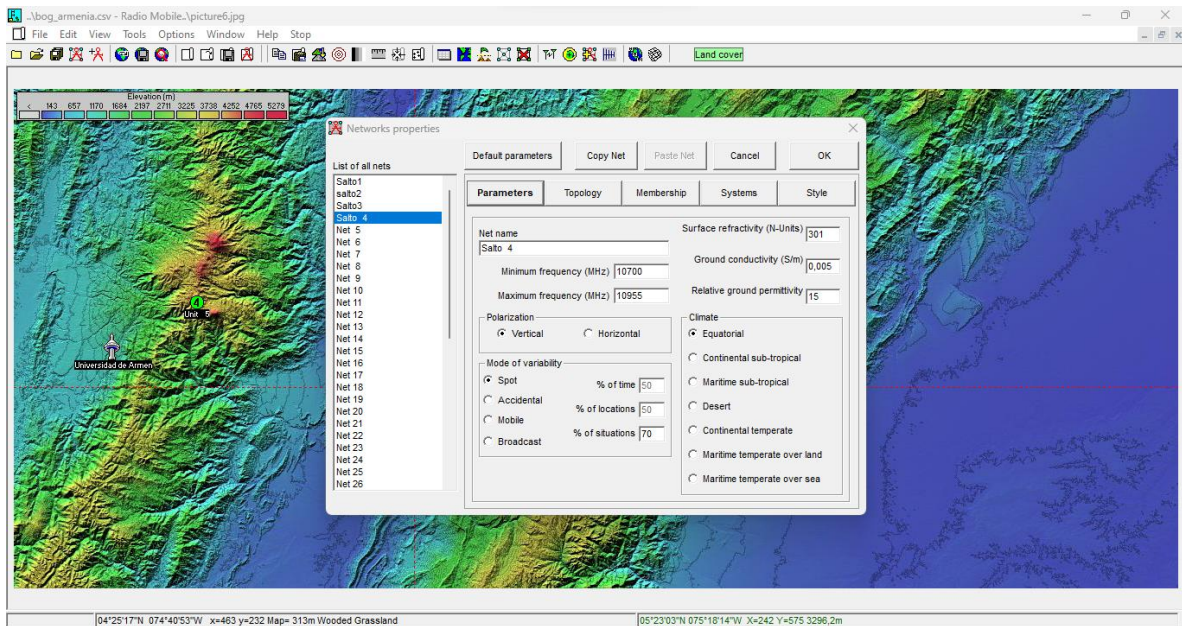 ..\bog_armenia.csv - Radio Mobile..\picture6.jpg
File Edit View Tools Options Window Help Stop
Land cover
Elevation (m)
< 143 657 1170 1684 2197 2711 3225 3738 4252 4765 5279
Networks properties
Default parameters Copy Net Paste Net Cancel OK
List of all nets
Salto1
salto2
Salto3
Salto 4
Net 5
Net 6
Net 7
Net 8
Net 9
Net 10
Net 11
Net 12
Net 13
Net 14
Net 15
Net 16
Net 17
Net 18
Net 19
Net 20
Net 21
Net 22
Net 23
Net 24
Net 25
Net 26
Parameters Topology Membership Systems Style
Net name
Salto 4
Minimum frequency (MHz) 10700
Maximum frequency (MHz) 10955
Surface refractivity (N-Units) 301
Ground conductivity (S/m) 0,005
Relative ground permittivity 15
Polarization
Vertical Horizontal
Mode of variability
Spot
Accidental
Mobile
Broadcast
% of time 50
% of locations 50
% of situations 70
Climate
Equatorial
Continental sub-tropical
Maritime sub-tropical
Desert
Continental temperate
Maritime temperate over land
Maritime temperate over sea
4
Unit 5
Universidad de Armen
04°25'17"N 074°40'53"W x=463 y=232 Map= 313m Wooded Grassland
05°23'03"N 075°18'14"W X=242 Y=575 3296,2m